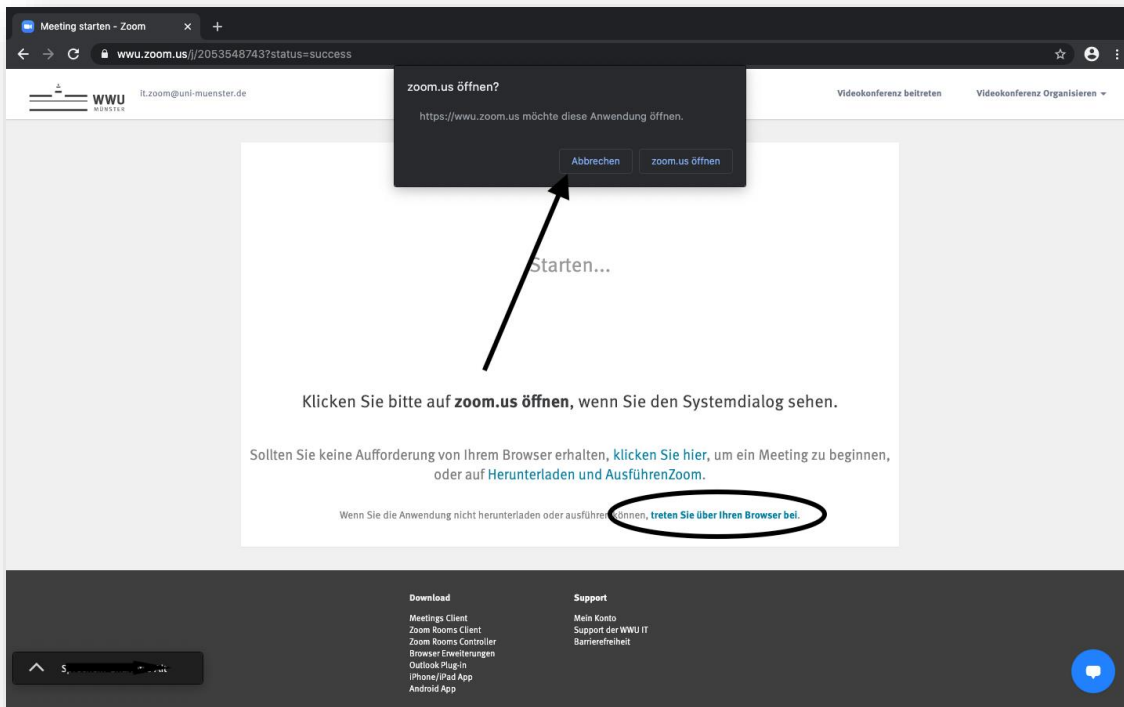 Meeting starten - Zoom
wwu.zoom.us/j/2053548743?status=success
WWU
MÜNSTER
it.zoom@uni-muenster.de
Videokonferenz beitreten
Videokonferenz Organisieren
zoom.us öffnen?
https://wwu.zoom.us möchte diese Anwendung öffnen.
Abbrechen
zoom.us öffnen
Starten...
Klicken Sie bitte auf zoom.us öffnen, wenn Sie den Systemdialog sehen.
Sollten Sie keine Aufforderung von Ihrem Browser erhalten, klicken Sie hier, um ein Meeting zu beginnen,
oder auf Herunterladen und AusführenZoom.
Wenn Sie die Anwendung nicht herunterladen oder ausführen können, treten Sie über Ihren Browser bei.
Download
Meetings Client
Zoom Rooms Client
Zoom Rooms Controller
Browser Erweiterungen
Outlook Plug-in
iPhone/iPad App
Android App
Support
Mein Konto
Support der WWU IT
Barrierefreiheit